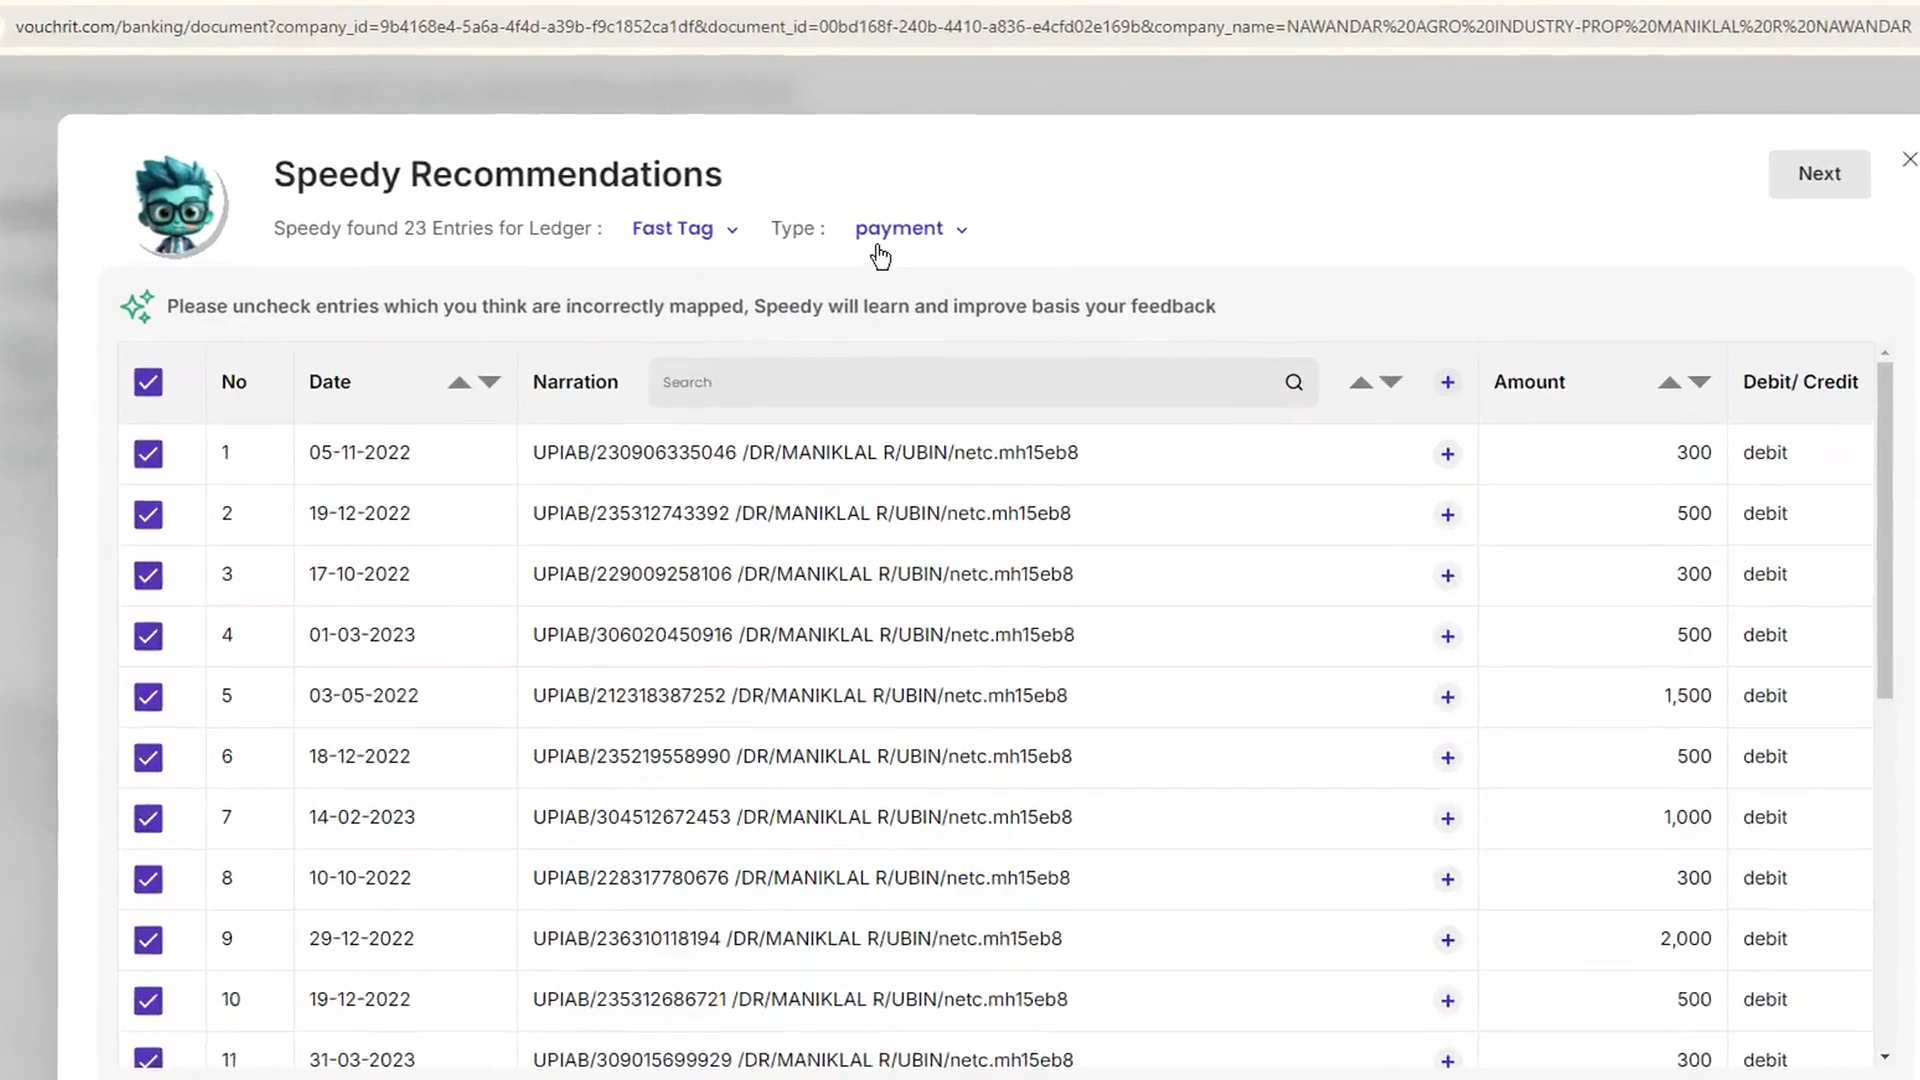 vouchrit.com/banking/document?company_id=9b4168e4-5a6a-4f4d-a39b-f9c1852ca1df&document_id=00bd168f-240b-4410-a836-e4cfd02e169b&company_name=NAWANDAR%20AGRO%20INDUSTRY-PROP%20MANIKLAL%20R%20NAWANDAR
Speedy Recommendations
Next
Speedy found 23 Entries for Ledger : Fast Tag Type : payment
Please uncheck entries which you think are incorrectly mapped, Speedy will learn and improve basis your feedback
No Date Narration Search Amount Debit/ Credit
1 05-11-2022 UPIAB/230906335046 /DR/MANIKLAL R/UBIN/netc.mh15eb8 + 300 debit
2 19-12-2022 UPIAB/235312743392 /DR/MANIKLAL R/UBIN/netc.mh15eb8 + 500 debit
3 17-10-2022 UPIAB/229009258106 /DR/MANIKLAL R/UBIN/netc.mh15eb8 + 300 debit
4 01-03-2023 UPIAB/306020450916 /DR/MANIKLAL R/UBIN/netc.mh15eb8 + 500 debit
5 03-05-2022 UPIAB/212318387252 /DR/MANIKLAL R/UBIN/netc.mh15eb8 + 1,500 debit
6 18-12-2022 UPIAB/235219558990 /DR/MANIKLAL R/UBIN/netc.mh15eb8 + 500 debit
7 14-02-2023 UPIAB/304512672453 /DR/MANIKLAL R/UBIN/netc.mh15eb8 + 1,000 debit
8 10-10-2022 UPIAB/228317780676 /DR/MANIKLAL R/UBIN/netc.mh15eb8 + 300 debit
9 29-12-2022 UPIAB/236310118194 /DR/MANIKLAL R/UBIN/netc.mh15eb8 + 2,000 debit
10 19-12-2022 UPIAB/235312686721 /DR/MANIKLAL R/UBIN/netc.mh15eb8 + 500 debit
11 31-03-2023 UPIAB/309015699929 /DR/MANIKLAL R/UBIN/netc.mh15eb8 + 300 debit